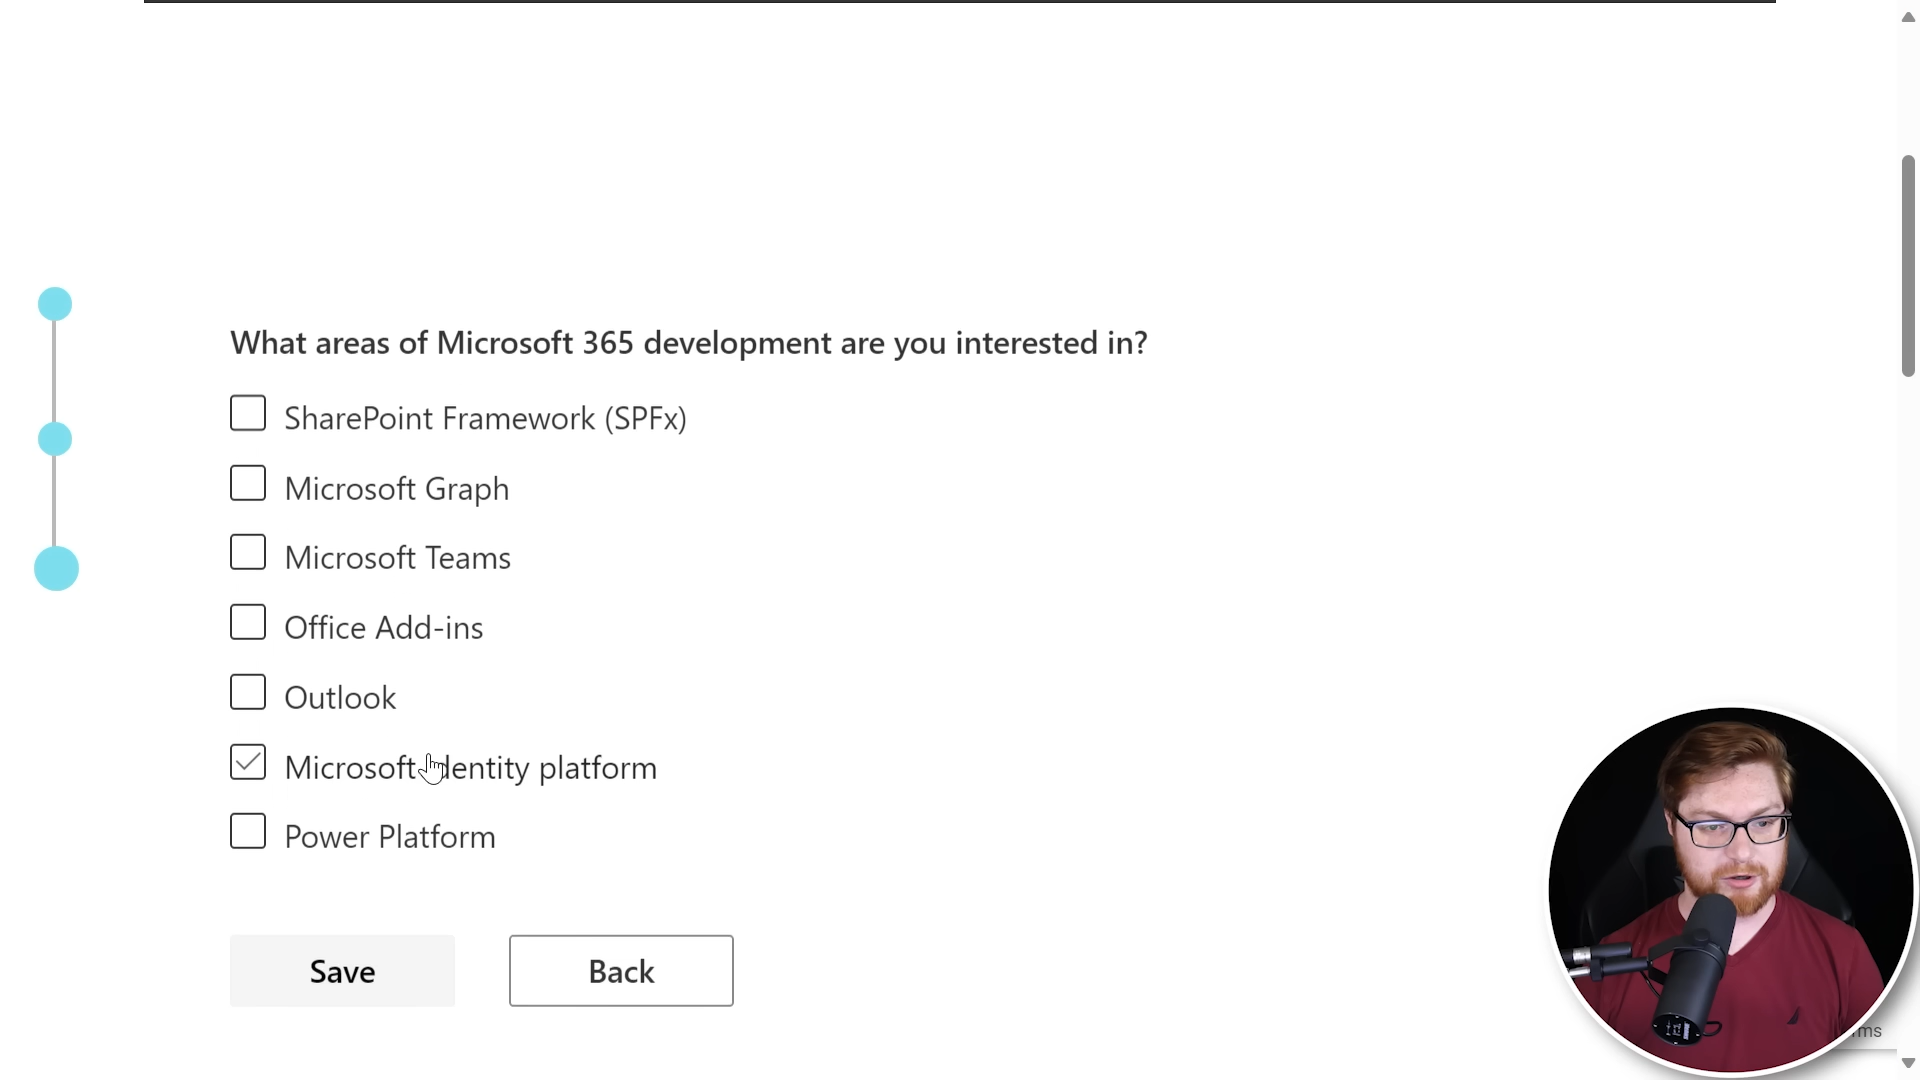 What areas of Microsoft 365 development are you interested in?
SharePoint Framework (SPFx)
Microsoft Graph
Microsoft Teams
Office Add-ins
Outlook
Microsoft identity platform
Power Platform
Save
Back